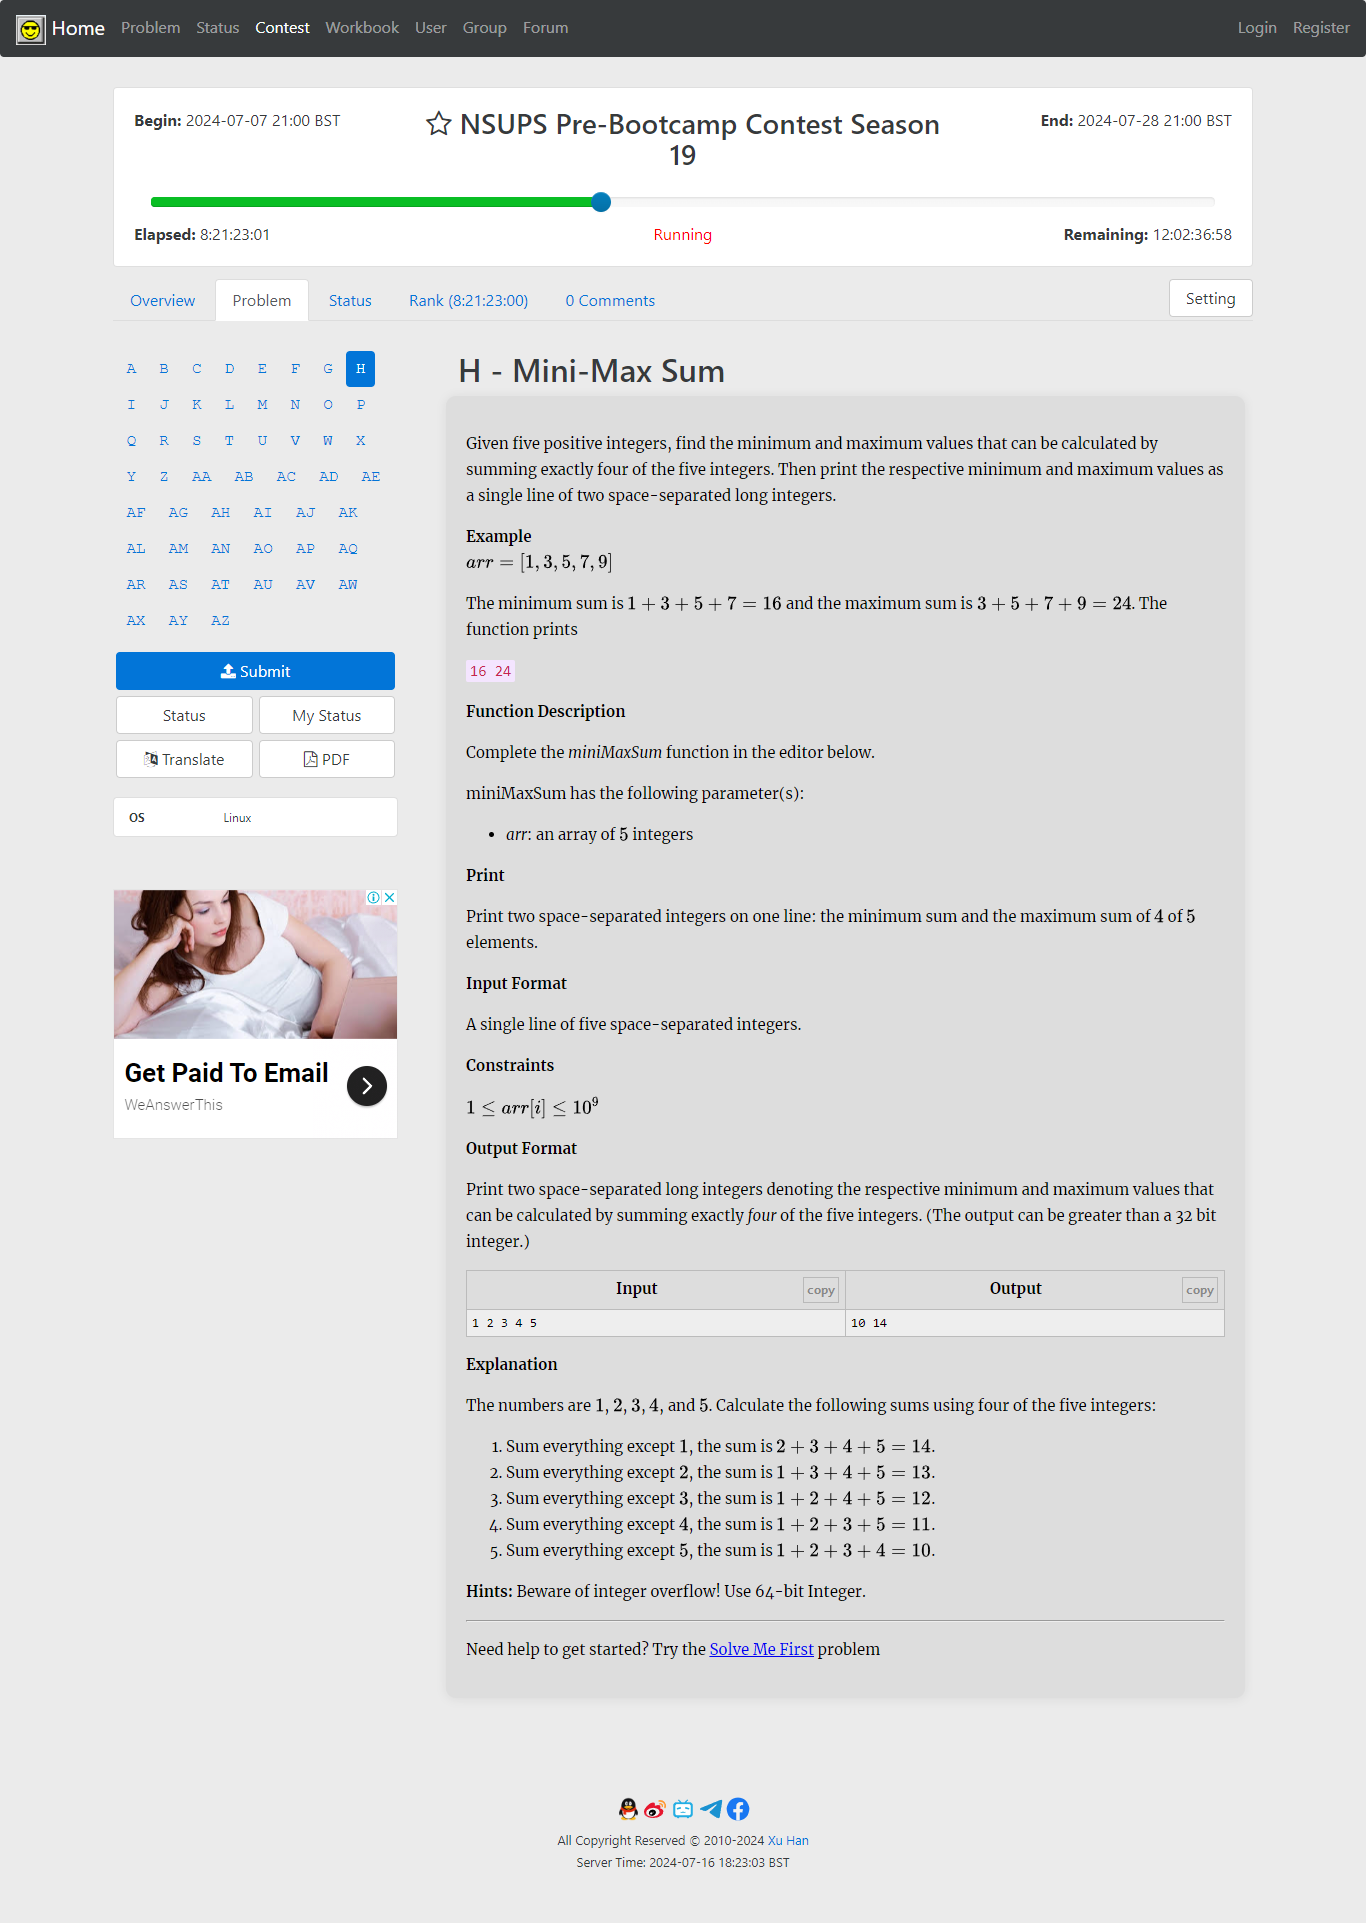 Home Problem Status Contest Workbook User Group Forum Login Register
Begin: 2024-07-07 21:00 BST
NSUPS Pre-Bootcamp Contest Season
19
End: 2024-07-28 21:00 BST
Elapsed: 8:21:23:01
Running
Remaining: 12:02:36:58
Overview Problem Status Rank (8:21:23:00) 0 Comments Setting
A B C D E F G H
I J K L M N O P
Q R S T U V W X
Y Z AA AB AC AD AE
AF AG AH AI AJ AK
AL AM AN AO AP AQ
AR AS AT AU AV AW
AX AY AZ
Submit
Status My Status
Translate PDF
OS Linux
Get Paid To Email
WeAnswerThis
H - Mini-Max Sum
Given five positive integers, find the minimum and maximum values that can be calculated by
summing exactly four of the five integers. Then print the respective minimum and maximum values as
a single line of two space-separated long integers.
Example
arr = [1, 3, 5, 7, 9]
The minimum sum is 1 + 3 + 5 + 7 = 16 and the maximum sum is 3 + 5 + 7 + 9 = 24. The
function prints
16 24
Function Description
Complete the miniMaxSum function in the editor below.
miniMaxSum has the following parameter(s):
• arr: an array of 5 integers
Print
Print two space-separated integers on one line: the minimum sum and the maximum sum of 4 of 5
elements.
Input Format
A single line of five space-separated integers.
Constraints
1 ≤ arr[i] ≤ 10⁹
Output Format
Print two space-separated long integers denoting the respective minimum and maximum values that
can be calculated by summing exactly four of the five integers. (The output can be greater than a 32 bit
integer.)
Input copy Output copy
1 2 3 4 5 10 14
Explanation
The numbers are 1, 2, 3, 4, and 5. Calculate the following sums using four of the five integers:
1. Sum everything except 1, the sum is 2 + 3 + 4 + 5 = 14.
2. Sum everything except 2, the sum is 1 + 3 + 4 + 5 = 13.
3. Sum everything except 3, the sum is 1 + 2 + 4 + 5 = 12.
4. Sum everything except 4, the sum is 1 + 2 + 3 + 5 = 11.
5. Sum everything except 5, the sum is 1 + 2 + 3 + 4 = 10.
Hints: Beware of integer overflow! Use 64-bit Integer.
Need help to get started? Try the Solve Me First problem
All Copyright Reserved © 2010-2024 Xu Han
Server Time: 2024-07-16 18:23:03 BST